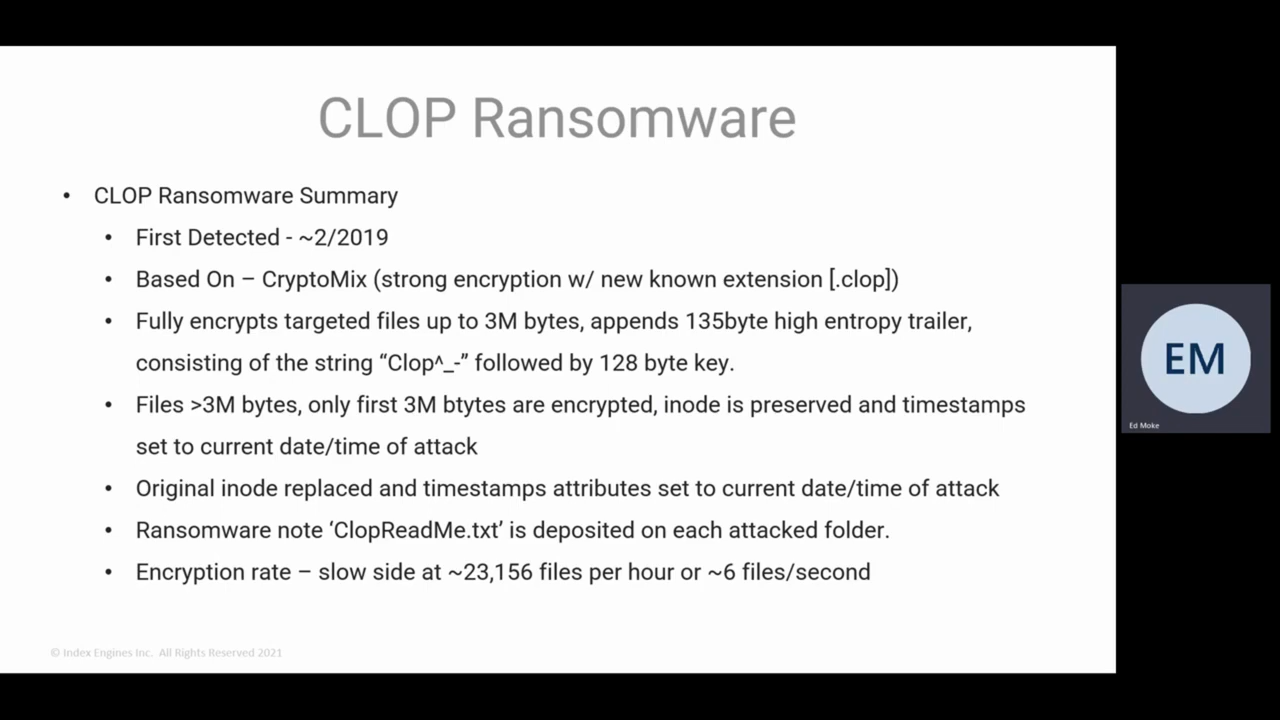 CLOP Ransomware
• CLOP Ransomware Summary
• First Detected - ~2/2019
• Based On – CryptoMix (strong encryption w/ new known extension [.clop])
• Fully encrypts targeted files up to 3M bytes, appends 135byte high entropy trailer,
consisting of the string “Clop^_-” followed by 128 byte key.
• Files >3M bytes, only first 3M btytes are encrypted, inode is preserved and timestamps
set to current date/time of attack
• Original inode replaced and timestamps attributes set to current date/time of attack
• Ransomware note ‘ClopReadMe.txt’ is deposited on each attacked folder.
• Encryption rate – slow side at ~23,156 files per hour or ~6 files/second
© Index Engines Inc. All Rights Reserved 2021
EM
Ed Moke